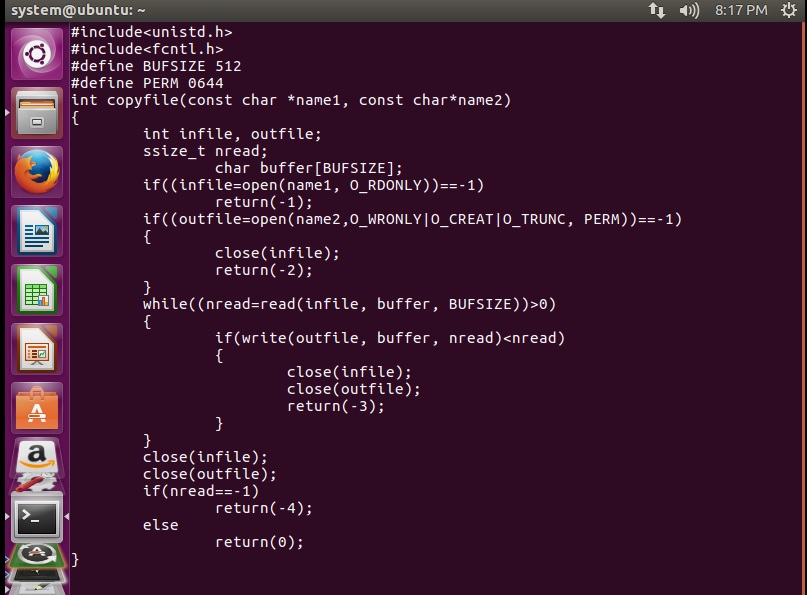 system@ubuntu: ~
8:17 PM
#include<unistd.h>
#include<fcntl.h>
#define BUFSIZE 512
#define PERM 0644
int copyfile(const char *name1, const char*name2)
{
        int infile, outfile;
        ssize_t nread;
                char buffer[BUFSIZE];
        if((infile=open(name1, O_RDONLY))==-1)
                return(-1);
        if((outfile=open(name2,O_WRONLY|O_CREAT|O_TRUNC, PERM))==-1)
        {
                close(infile);
                return(-2);
        }
        while((nread=read(infile, buffer, BUFSIZE))>0)
        {
                if(write(outfile, buffer, nread)<nread)
                {
                        close(infile);
                        close(outfile);
                        return(-3);
                }
        }
        close(infile);
        close(outfile);
        if(nread==-1)
                return(-4);
        else
                return(0);
}